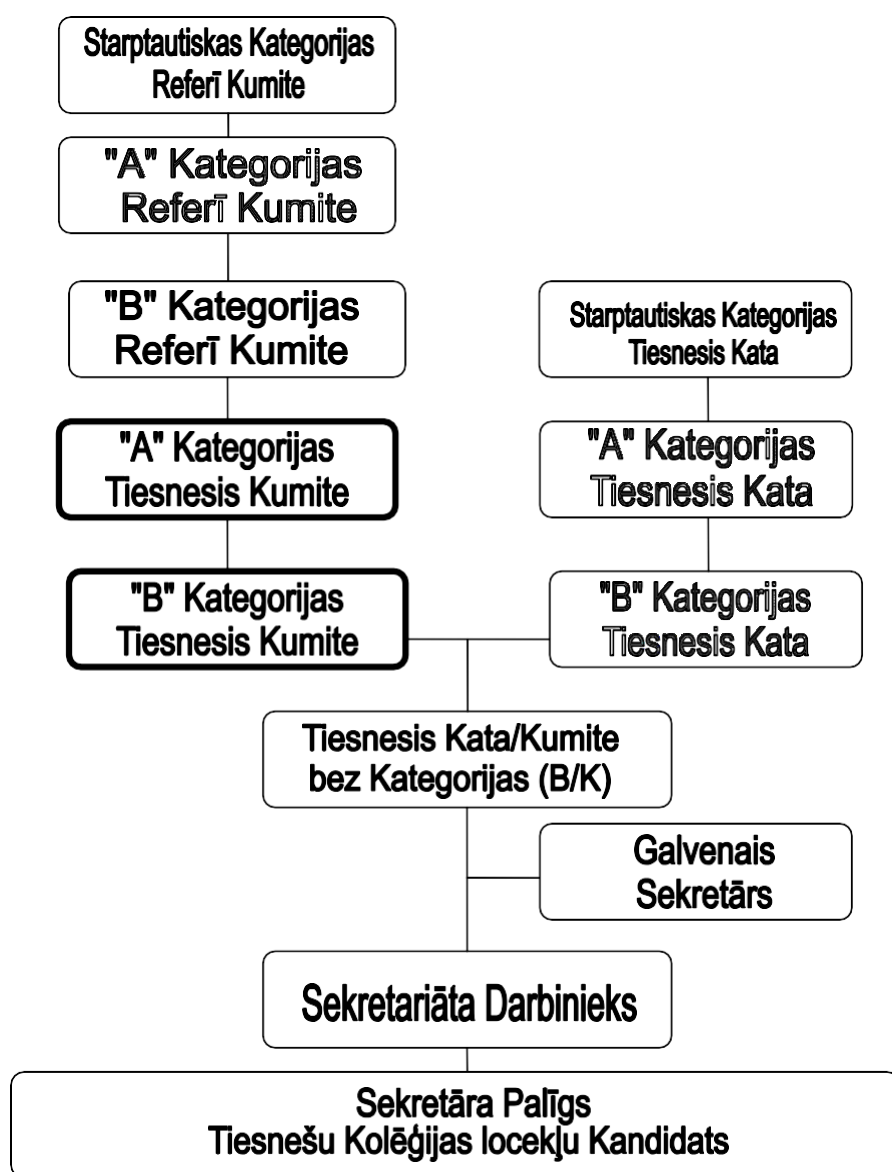 Starptautiskas Kategorijas
Referī Kumite
"A" Kategorijas
Referī Kumite
"B" Kategorijas
Referī Kumite
Starptautiskas Kategorijas
Tiesnesis Kata
"A" Kategorijas
Tiesnesis Kumite
"A" Kategorijas
Tiesnesis Kata
"B" Kategorijas
Tiesnesis Kumite
"B" Kategorijas
Tiesnesis Kata
Tiesnesis Kata/Kumite
bez Kategorijas (B/K)
Galvenais
Sekretārs
Sekretariāta Darbinieks
Sekretāra Palīgs
Tiesnešu Kolēģijas locekļu Kandidats